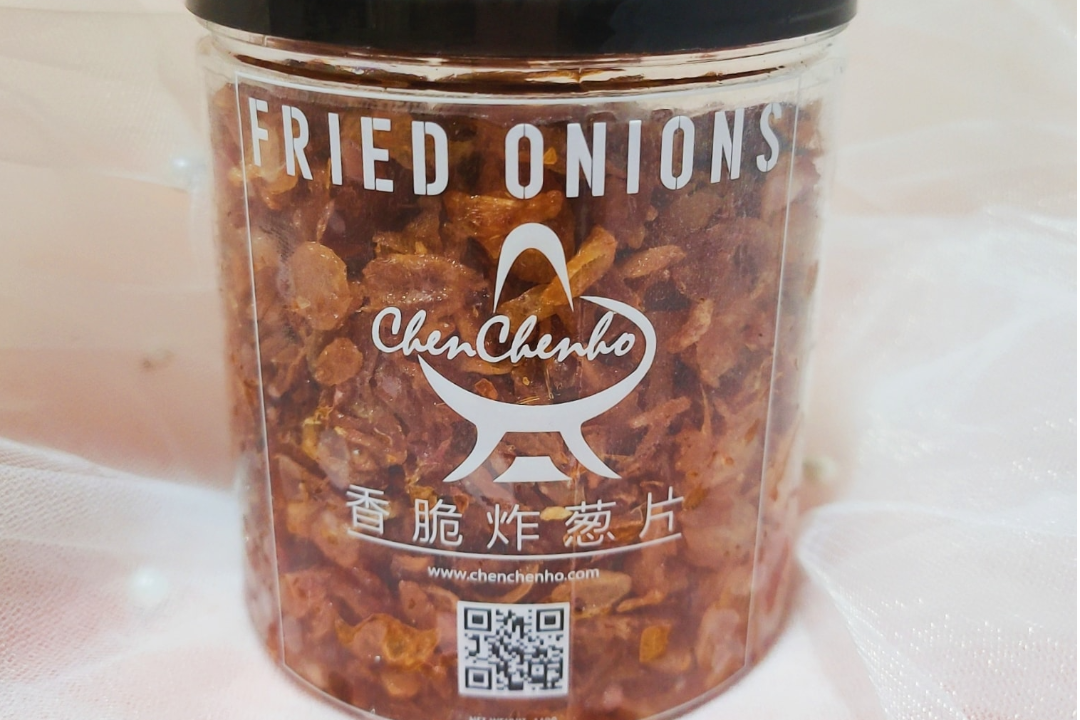 FRIED ONIONS
ChenChenho
香脆炸葱片
www.chenchenho.com